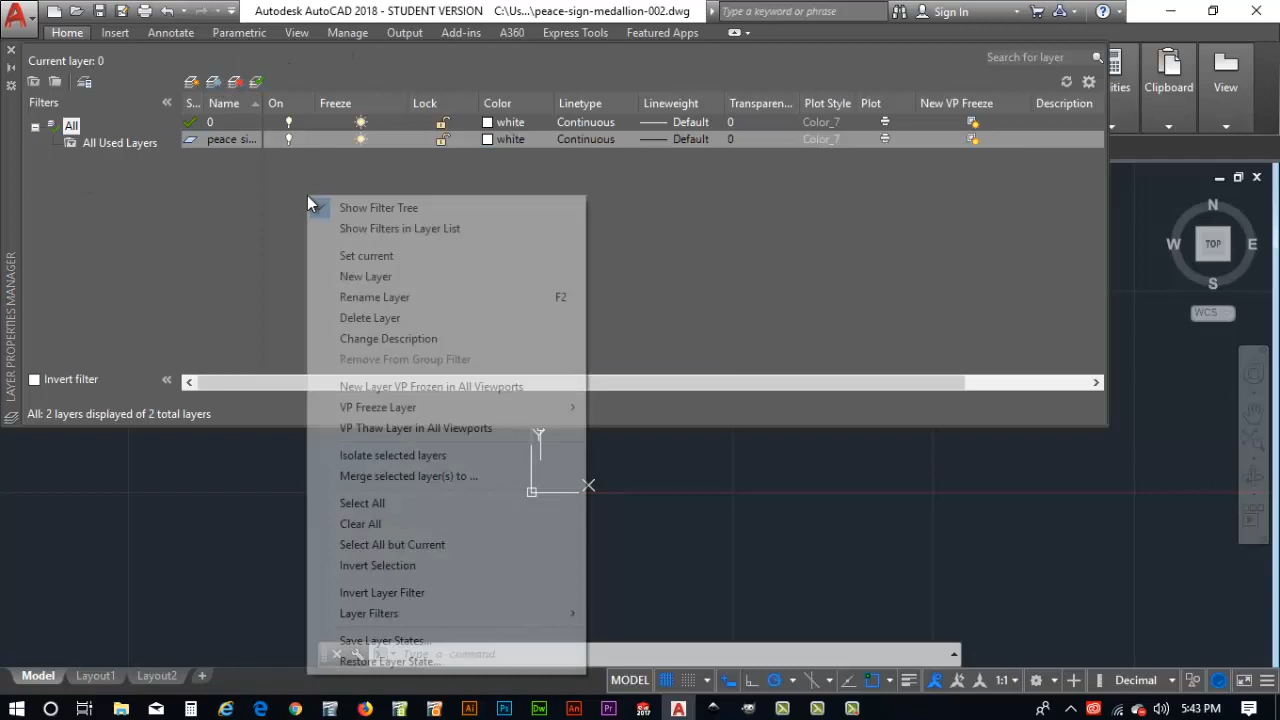 Autodesk AutoCAD 2018 - STUDENT VERSION C:\Us...\peace-sign-medallion-002.dwg Type a keyword or phrase Sign In
Home Insert Annotate Parametric View Manage Output Add-ins A360 Express Tools Featured Apps
Current layer: 0
Search for layer
Clipboard View
Filters
S... Name On Freeze Lock Color Linetype Lineweight Transparen... Plot Style Plot New VP Freeze Description
All
0 white Continuous Default 0 Color_7
All Used Layers
peace si... white Continuous Default 0 Color_7
Show Filter Tree
Show Filters in Layer List
Set current
New Layer
Rename Layer F2
Delete Layer
Change Description
Remove From Group Filter
New Layer VP Frozen in All Viewports
VP Freeze Layer
VP Thaw Layer in All Viewports
Isolate selected layers
Merge selected layer(s) to ...
Select All
Clear All
Select All but Current
Invert Selection
Invert Layer Filter
Layer Filters
Save Layer States...
Restore Layer State...
Invert filter
All: 2 layers displayed of 2 total layers
LAYER PROPERTIES MANAGER
N
W TOP E
S
WCS
Y
X
Type a command
Model Layout1 Layout2 + MODEL 1:1 Decimal
5:43 PM